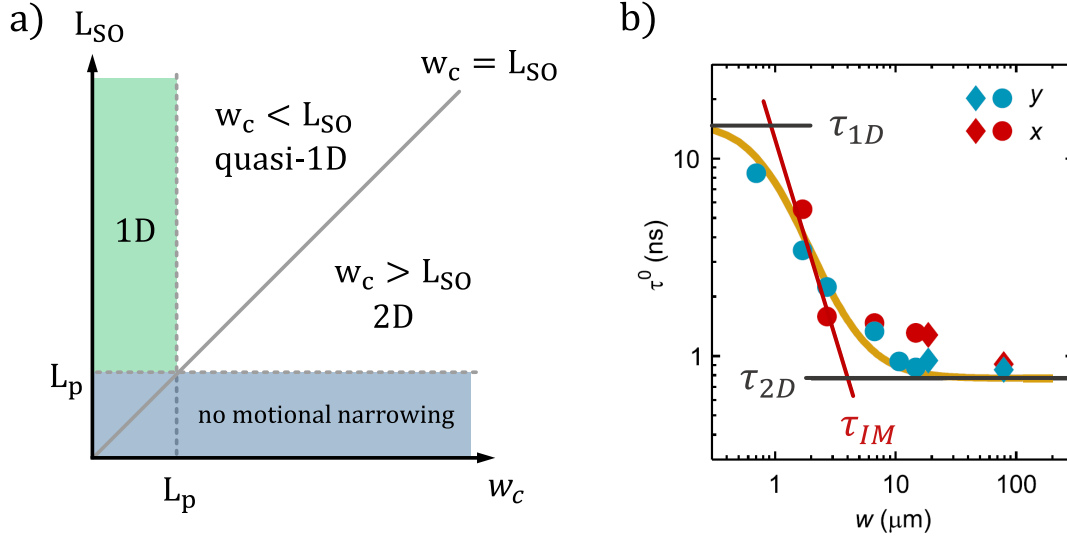 a)
L_SO
w_c = L_SO
w_c < L_SO
quasi-1D
1D
w_c > L_SO
2D
L_p
no motional narrowing
L_p
w_c
b)
y
x
τ_1D
10
τ^0 (ns)
1
τ_2D
τ_IM
1
10
100
w (μm)